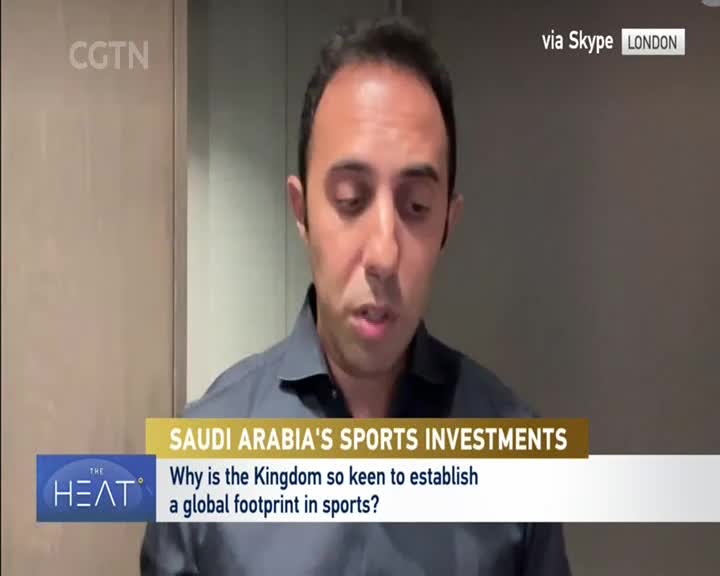 CGTN
via Skype LONDON
SAUDI ARABIA'S SPORTS INVESTMENTS
THE
HEAT
Why is the Kingdom so keen to establish
a global footprint in sports?